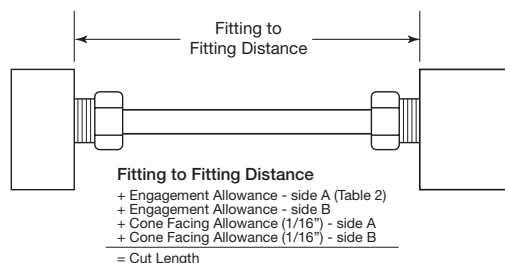 Fitting to
Fitting Distance
Fitting to Fitting Distance
+ Engagement Allowance - side A (Table 2)
+ Engagement Allowance - side B
+ Cone Facing Allowance (1/16”) - side A
+ Cone Facing Allowance (1/16”) - side B
= Cut Length